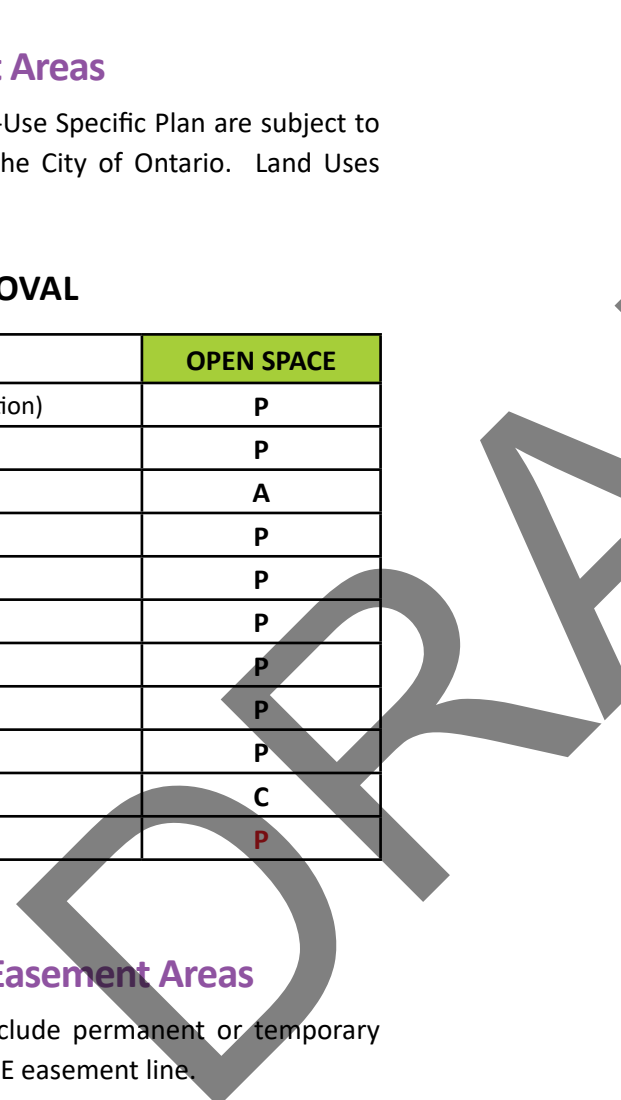 t Areas
-Use Specific Plan are subject to
he City of Ontario. Land Uses
OVAL
OPEN SPACE
tion) P
P
A
P
P
P
P
P
P
C
P
Easement Areas
clude permanent or temporary
E easement line.
DRA